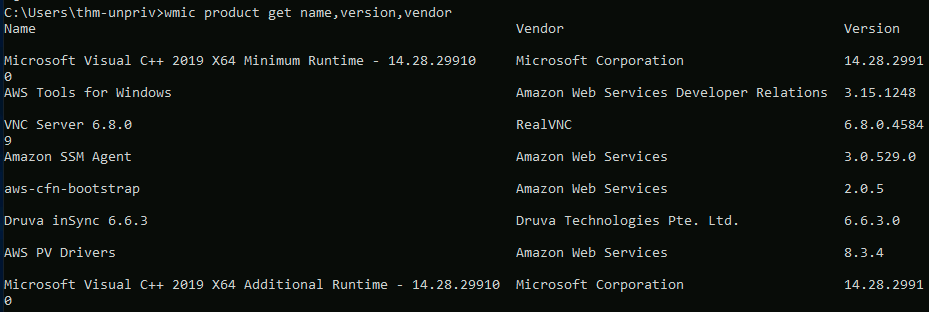 C:\Users\thm-unpriv>wmic product get name,version,vendor
Name Vendor Version
Microsoft Visual C++ 2019 X64 Minimum Runtime - 14.28.29910 Microsoft Corporation 14.28.2991
0
AWS Tools for Windows Amazon Web Services Developer Relations 3.15.1248
VNC Server 6.8.0 RealVNC 6.8.0.4584
9
Amazon SSM Agent Amazon Web Services 3.0.529.0
aws-cfn-bootstrap Amazon Web Services 2.0.5
Druva inSync 6.6.3 Druva Technologies Pte. Ltd. 6.6.3.0
AWS PV Drivers Amazon Web Services 8.3.4
Microsoft Visual C++ 2019 X64 Additional Runtime - 14.28.29910 Microsoft Corporation 14.28.2991
0